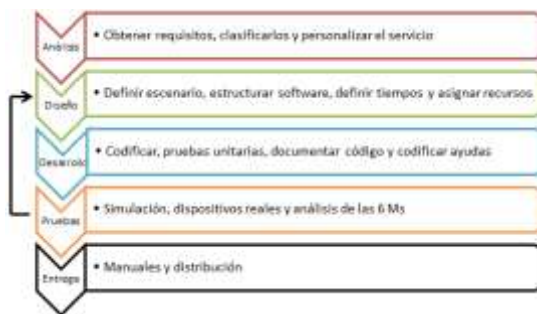 Análisis
• Obtener requisitos, clasificarlos y personalizar el servicio
Diseño
• Definir escenario, estructurar software, definir tiempos y asignar recursos
Desarrollo
• Codificar, pruebas unitarias, documentar código y codificar ayudas
Pruebas
• Simulación, dispositivos reales y análisis de las 6 Ms
Entrega
• Manuales y distribución